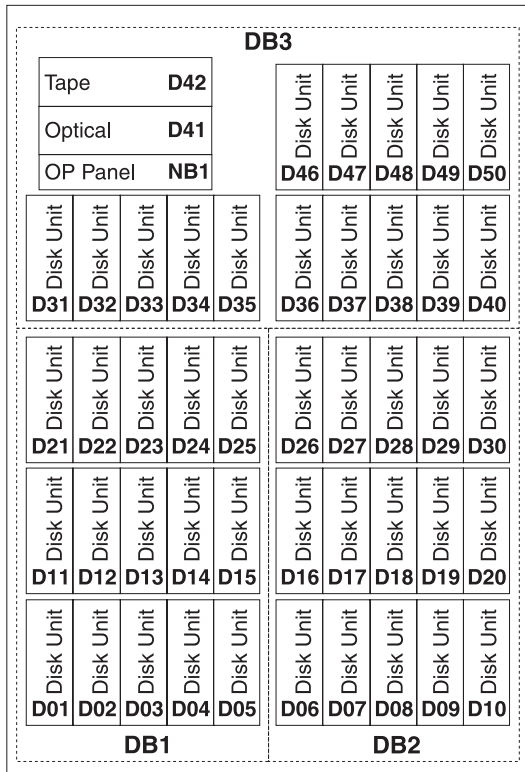 DB3
Tape D42
Optical D41
OP Panel NB1
Disk Unit Disk Unit Disk Unit Disk Unit Disk Unit
D46 D47 D48 D49 D50
Disk Unit Disk Unit Disk Unit Disk Unit Disk Unit
D31 D32 D33 D34 D35
Disk Unit Disk Unit Disk Unit Disk Unit Disk Unit
D36 D37 D38 D39 D40
Disk Unit Disk Unit Disk Unit Disk Unit Disk Unit
D21 D22 D23 D24 D25
Disk Unit Disk Unit Disk Unit Disk Unit Disk Unit
D26 D27 D28 D29 D30
Disk Unit Disk Unit Disk Unit Disk Unit Disk Unit
D11 D12 D13 D14 D15
Disk Unit Disk Unit Disk Unit Disk Unit Disk Unit
D16 D17 D18 D19 D20
Disk Unit Disk Unit Disk Unit Disk Unit Disk Unit
D01 D02 D03 D04 D05
Disk Unit Disk Unit Disk Unit Disk Unit Disk Unit
D06 D07 D08 D09 D10
DB1
DB2